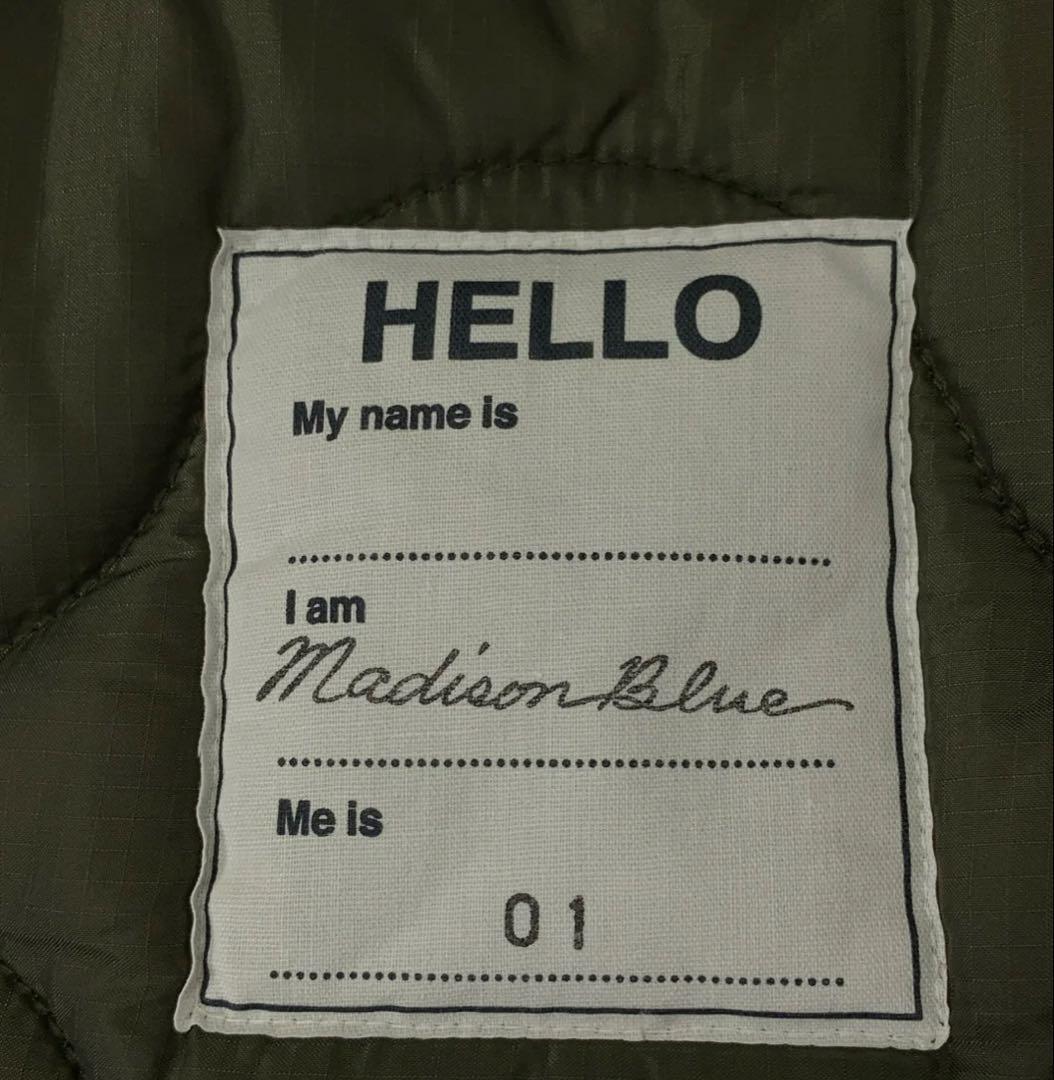 HELLO
My name is
I am
Madison Blue
Me is
01